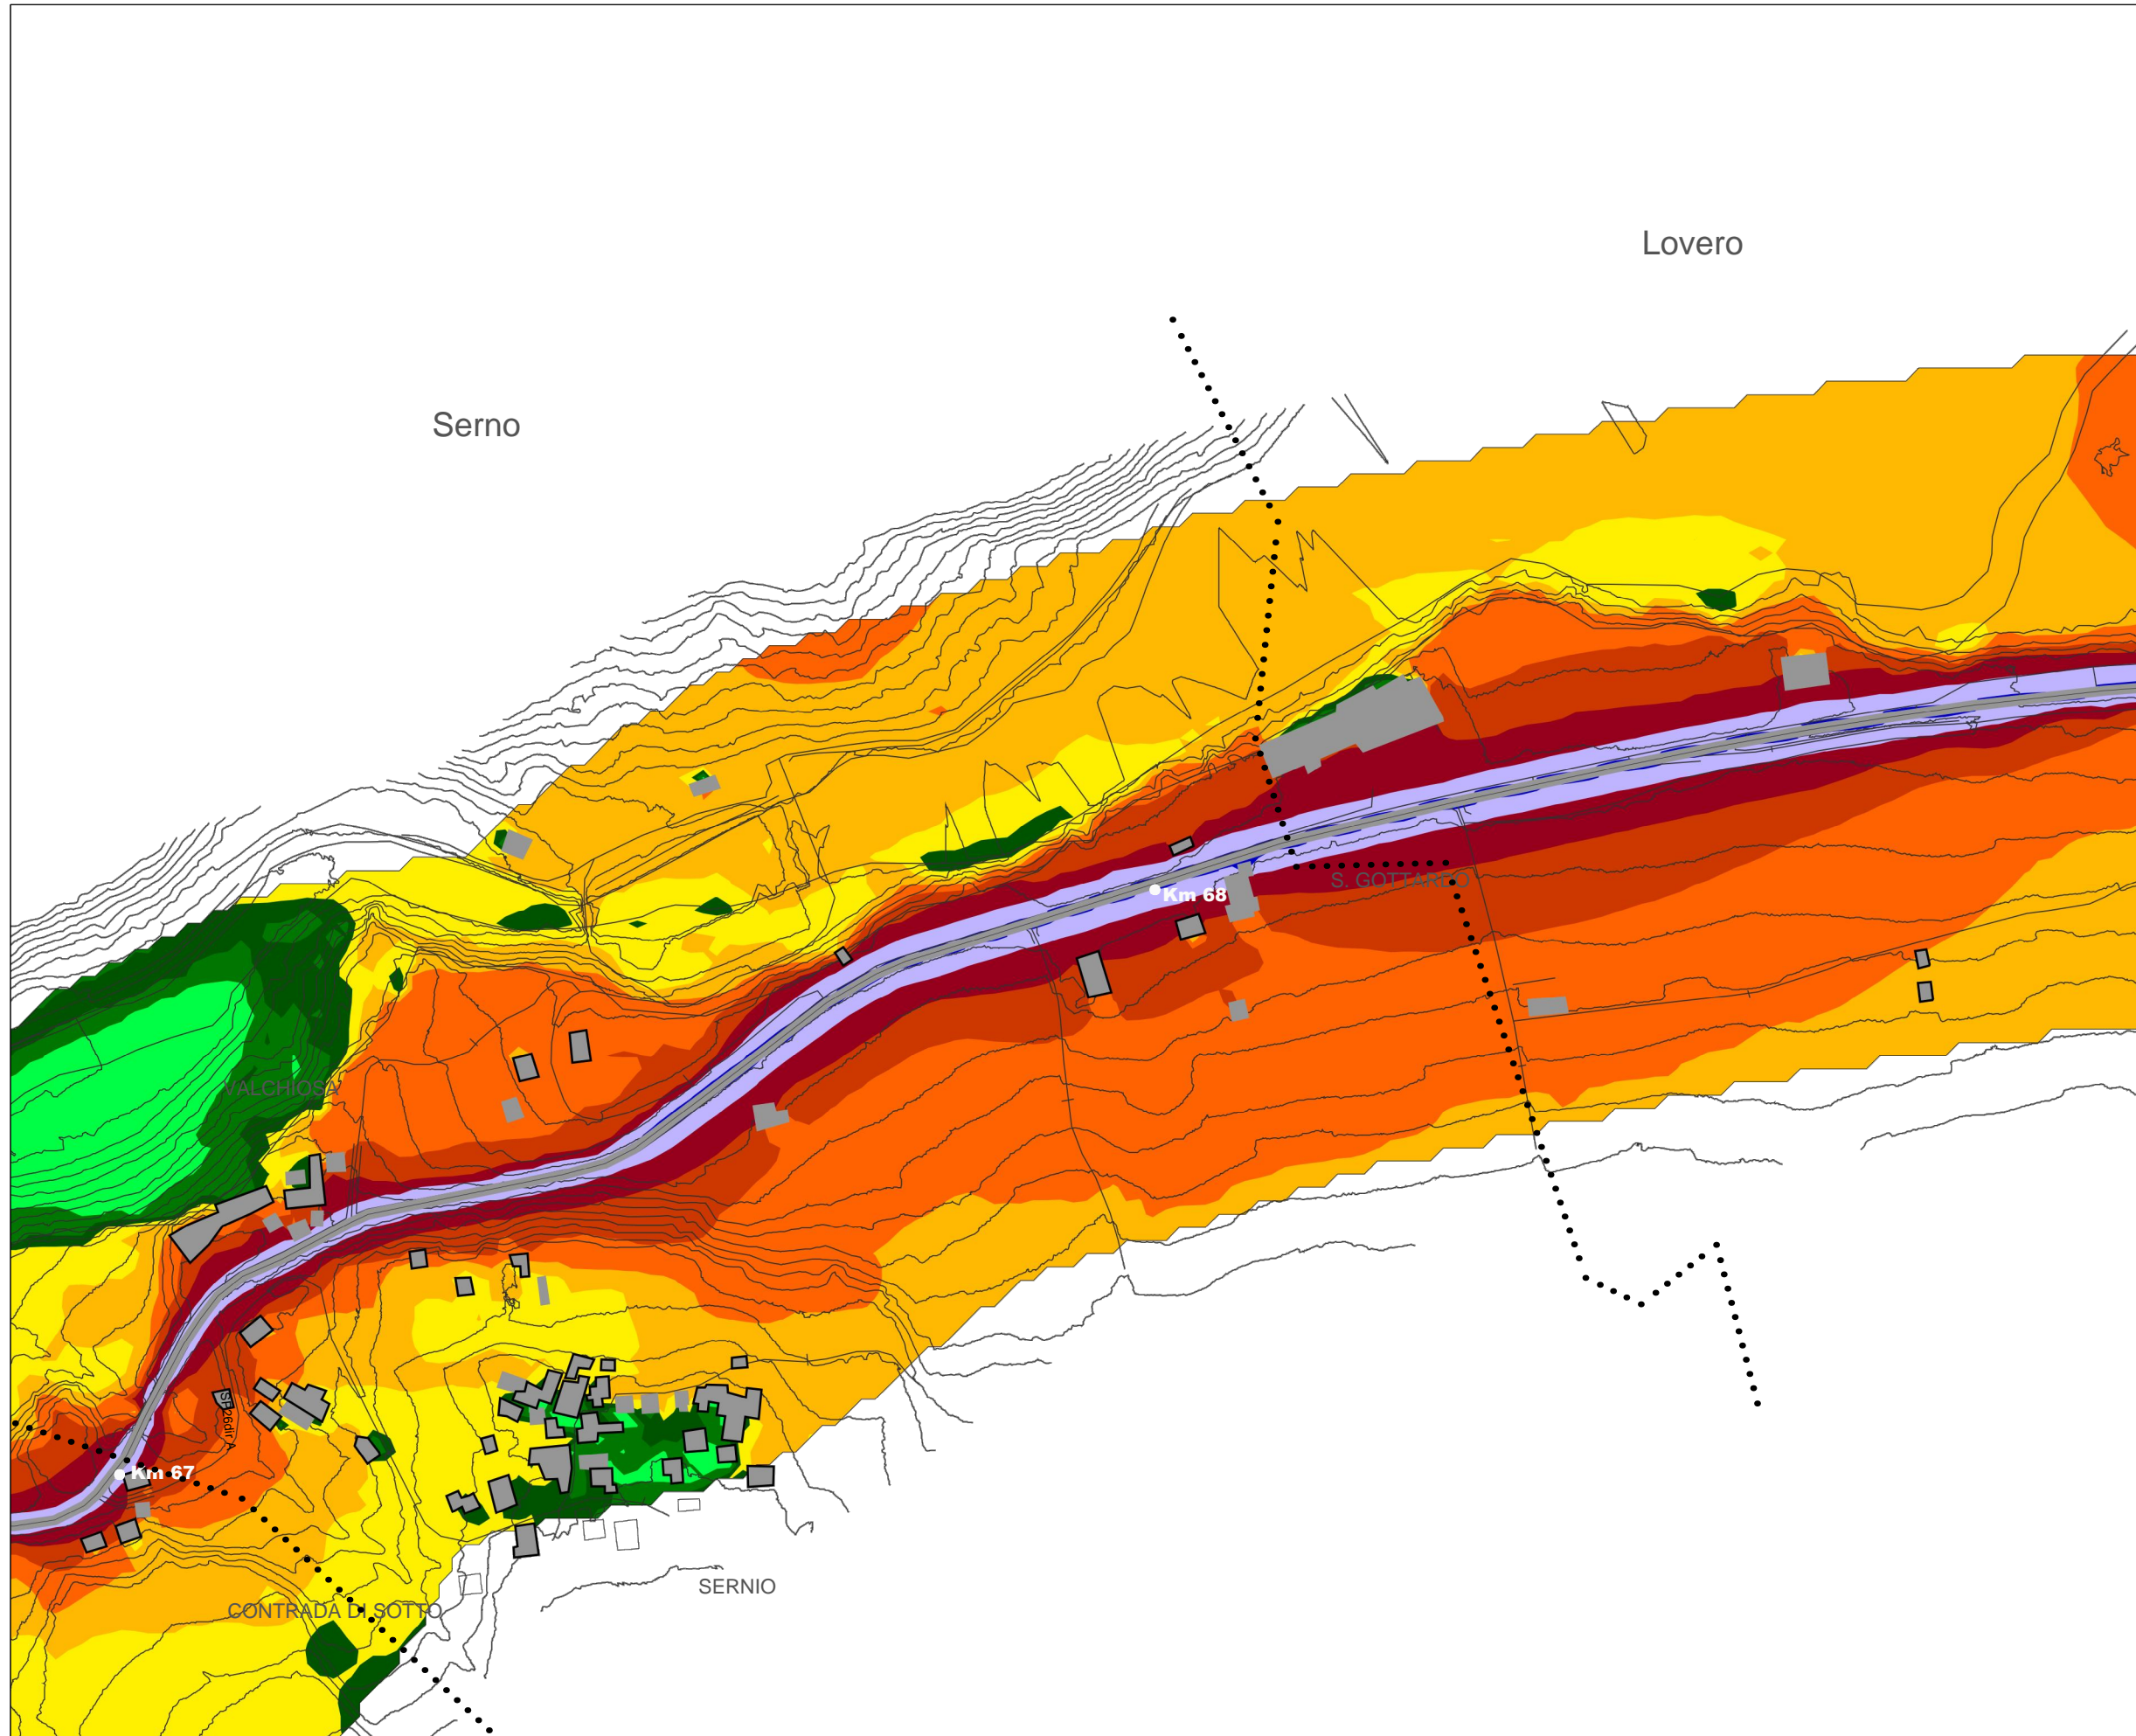 Lovero
Serno
S. GOTTARDO
Km 68
VALCHIOSA
Km 67
SERNIO
CONTRADA DI SOTTO